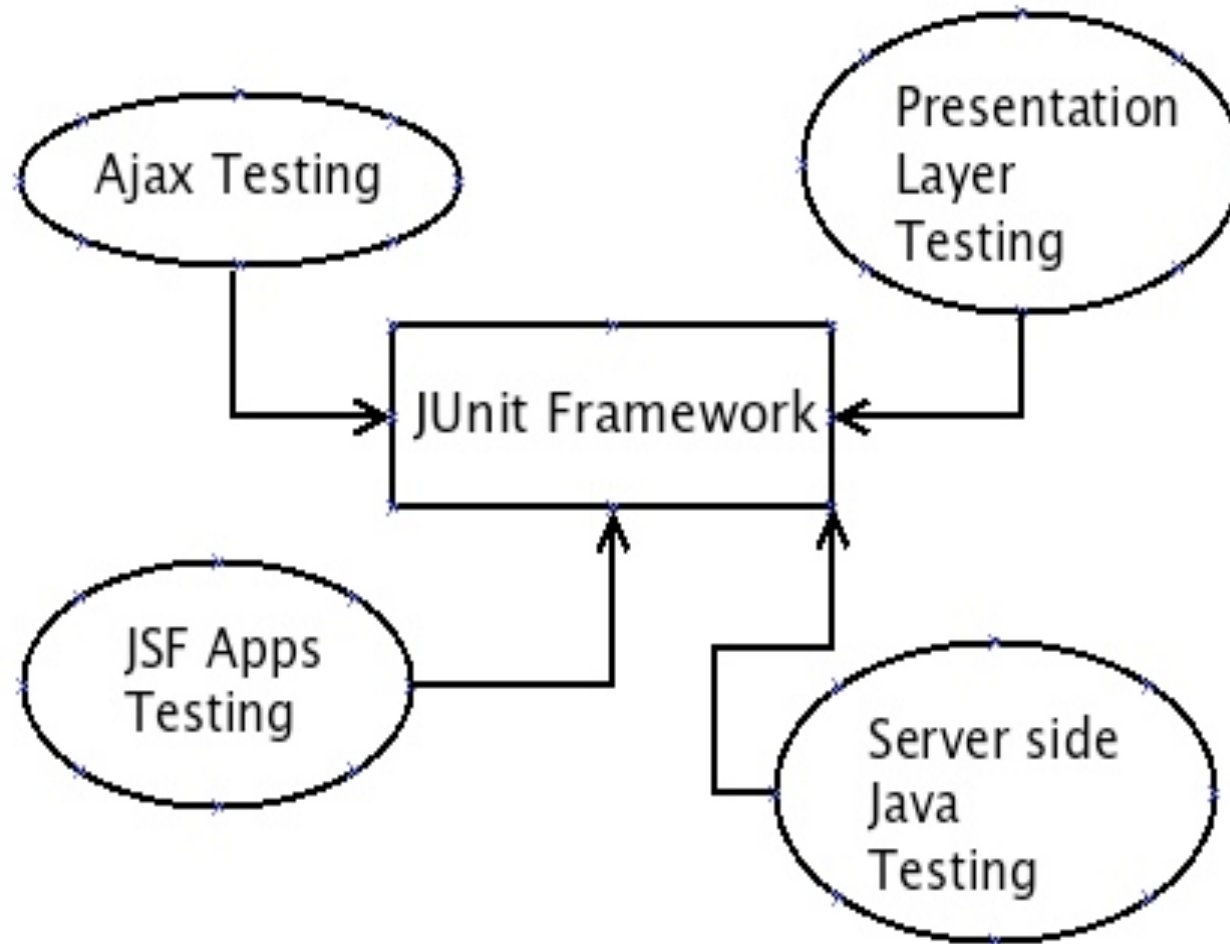 Ajax Testing
Presentation
Layer
Testing
JUnit Framework
JSF Apps
Testing
Server side
Java
Testing